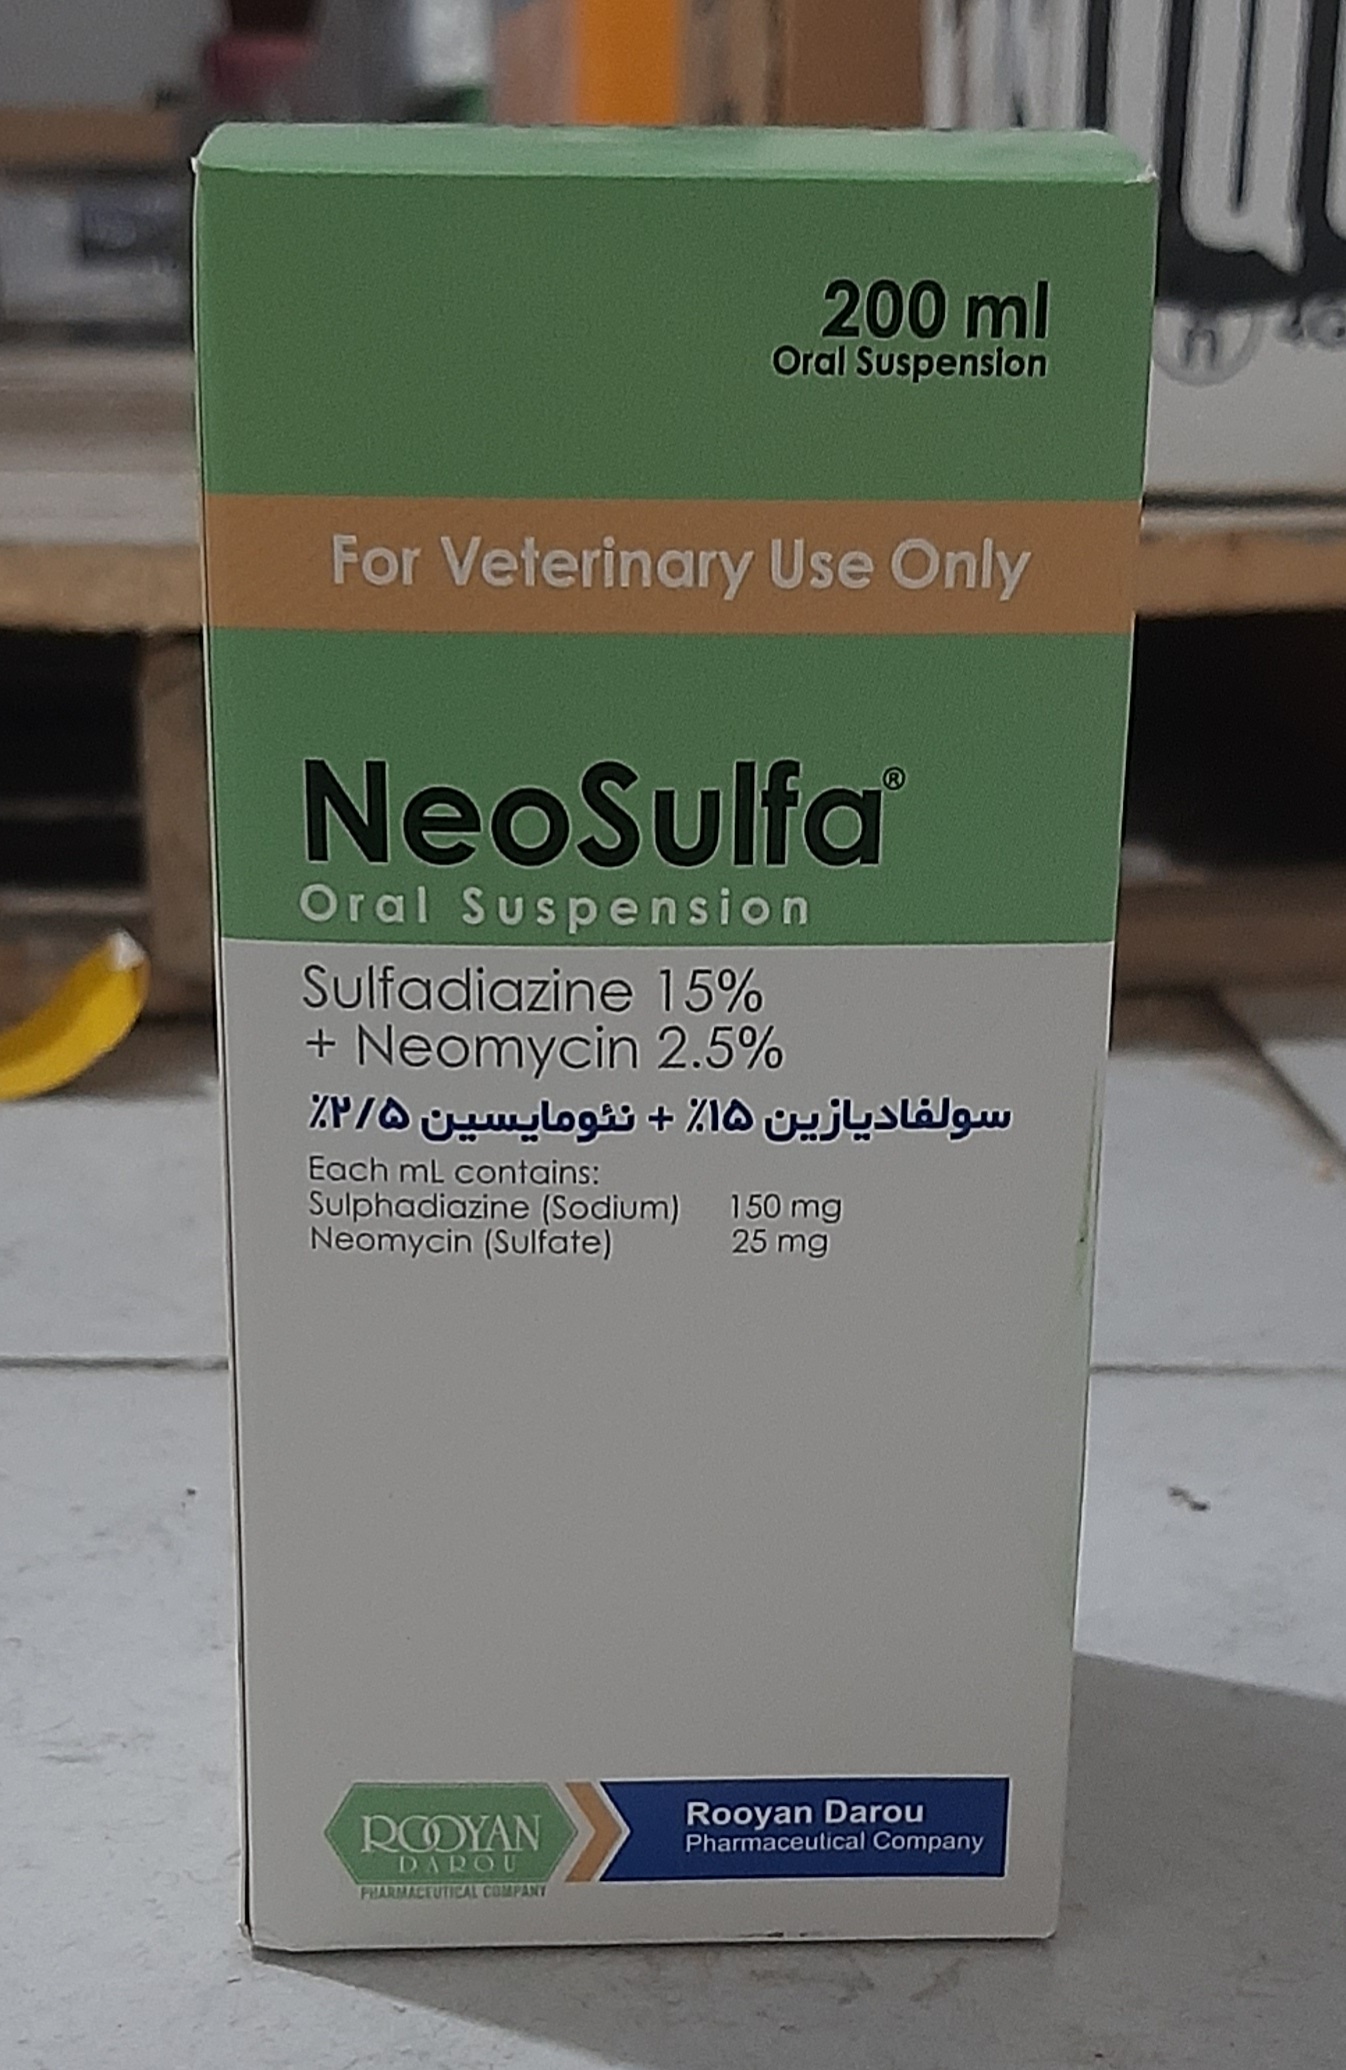 200 ml
Oral Suspension
For Veterinary Use Only
NeoSulfa®
Oral Suspension
Sulfadiazine 15%
+ Neomycin 2.5%
سولفادیازین ۱۵٪ + نئومایسین ۲/۵٪
Each mL contains:
Sulphadiazine (Sodium) 150 mg
Neomycin (Sulfate) 25 mg
ROOYAN
DAROU
PHARMACEUTICAL COMPANY
Rooyan Darou
Pharmaceutical Company